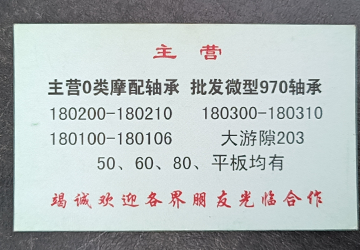 主营
主营0类摩配轴承 批发微型970轴承
180200-180210 180300-180310
180100-180106 大游隙203
50、60、80、平板均有
竭诚欢迎各界朋友光临合作